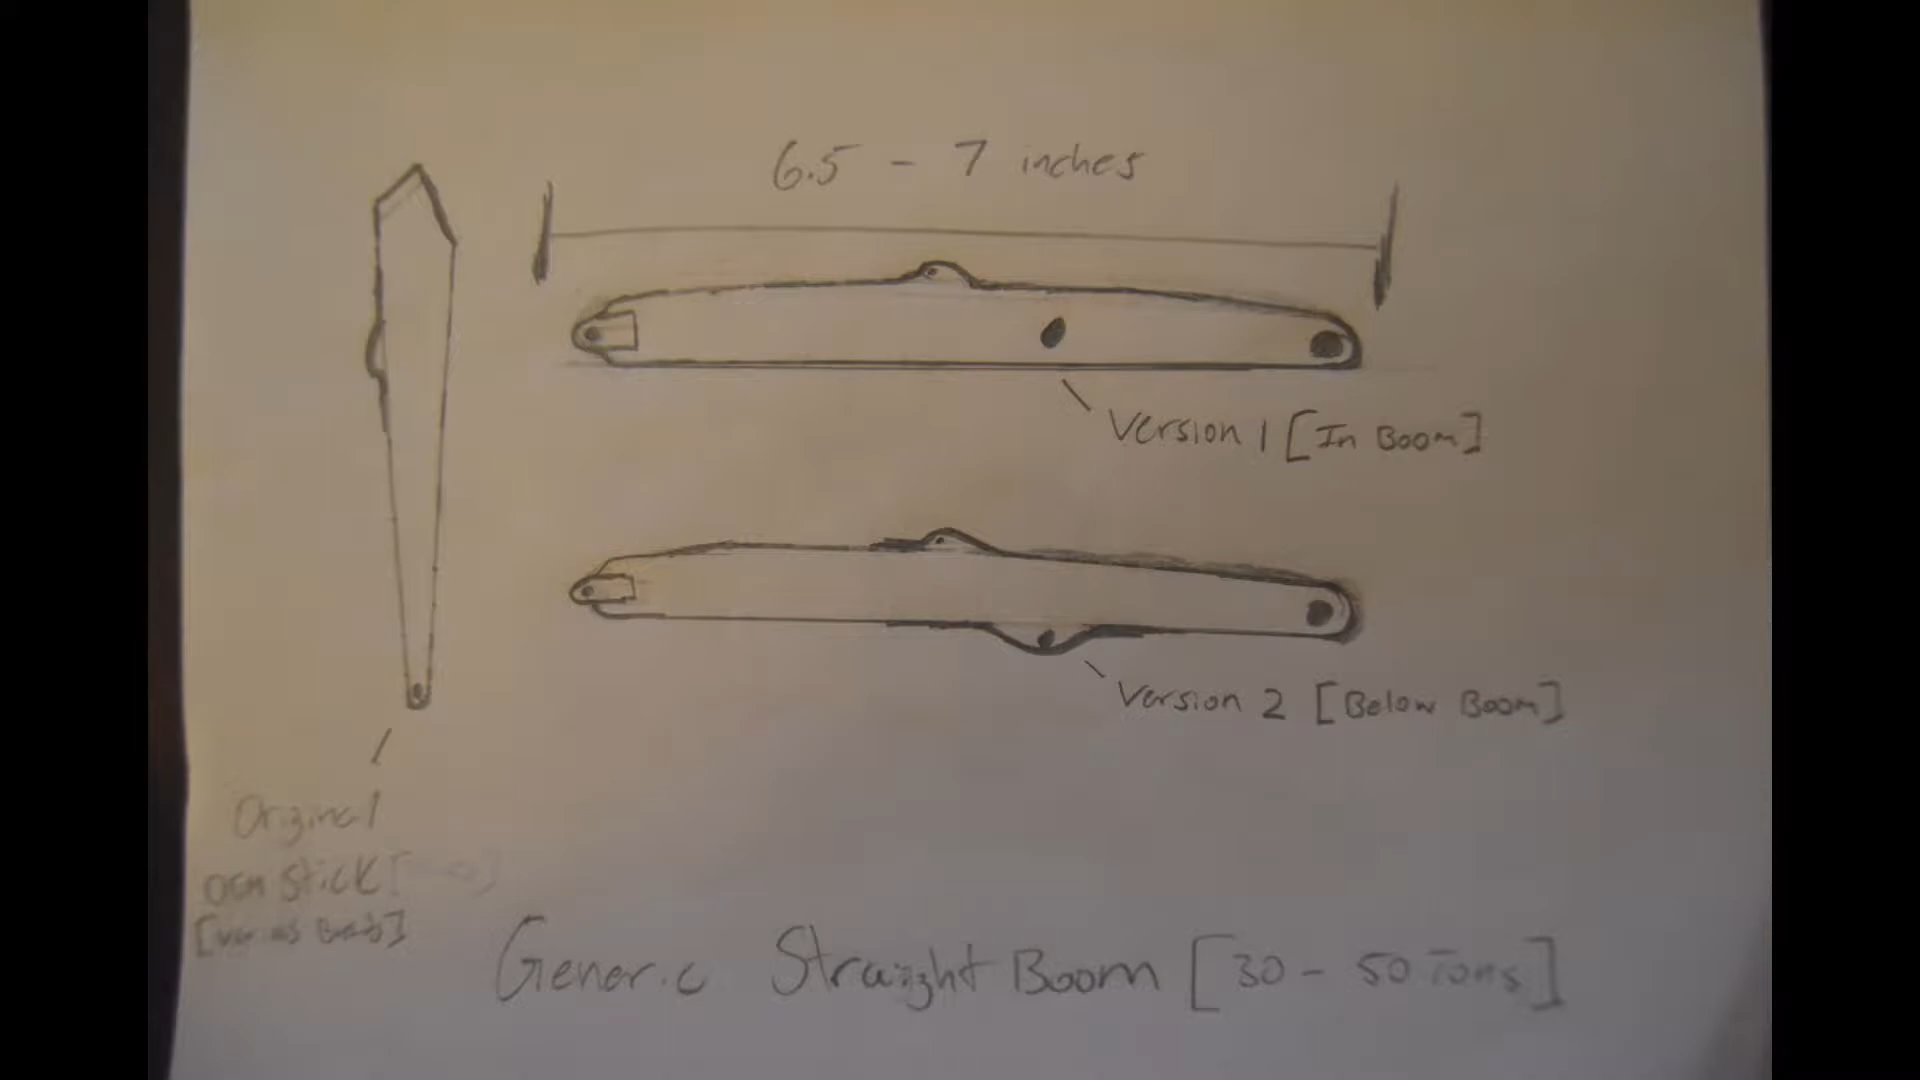 6.5 - 7 inches
Version 1 [In Boom]
Version 2 [Below Boom]
Original
OEM Stick
Generic Straight Boom [30 - 50 Tons]